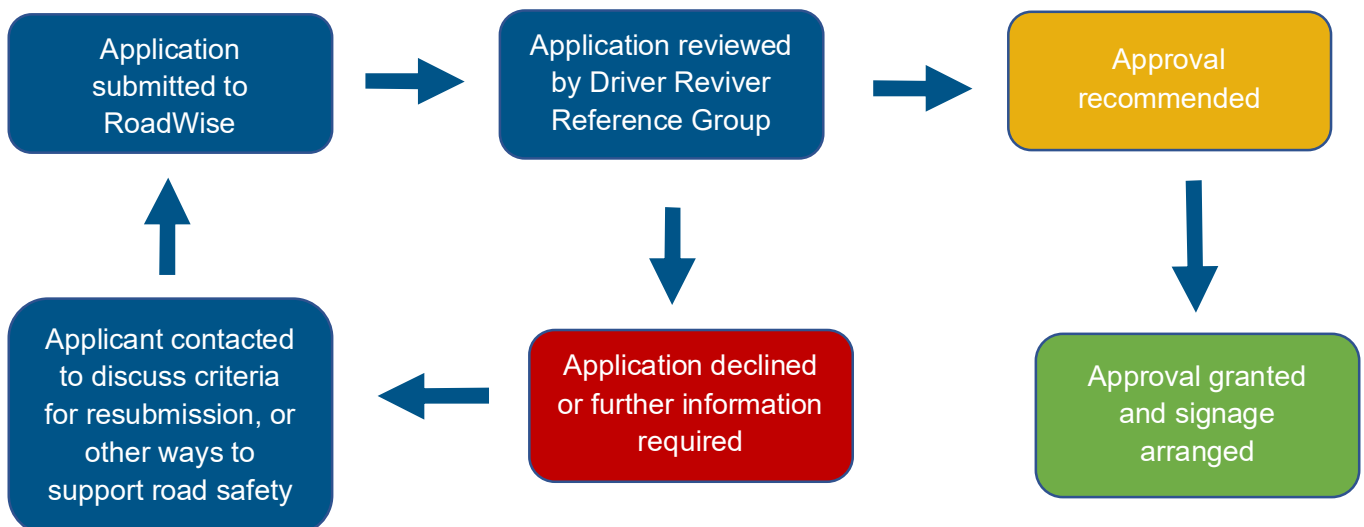 Application
submitted to
RoadWise
Application reviewed
by Driver Reviver
Reference Group
Approval
recommended
Applicant contacted
to discuss criteria
for resubmission, or
other ways to
support road safety
Application declined
or further information
required
Approval granted
and signage
arranged